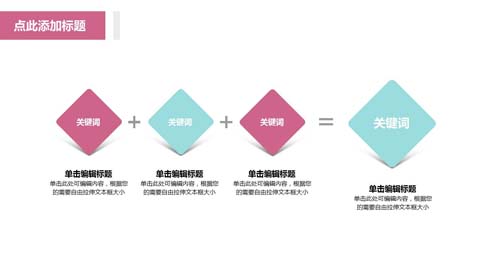 点此添加标题
关键词
关键词
关键词
关键词
+
+
=
单击编辑标题
单击此处可编辑内容，根据您
的需要自由拉伸文本框大小
单击编辑标题
单击此处可编辑内容，根据您
的需要自由拉伸文本框大小
单击编辑标题
单击此处可编辑内容，根据您
的需要自由拉伸文本框大小
单击编辑标题
单击此处可编辑内容，根据您
的需要自由拉伸文本框大小